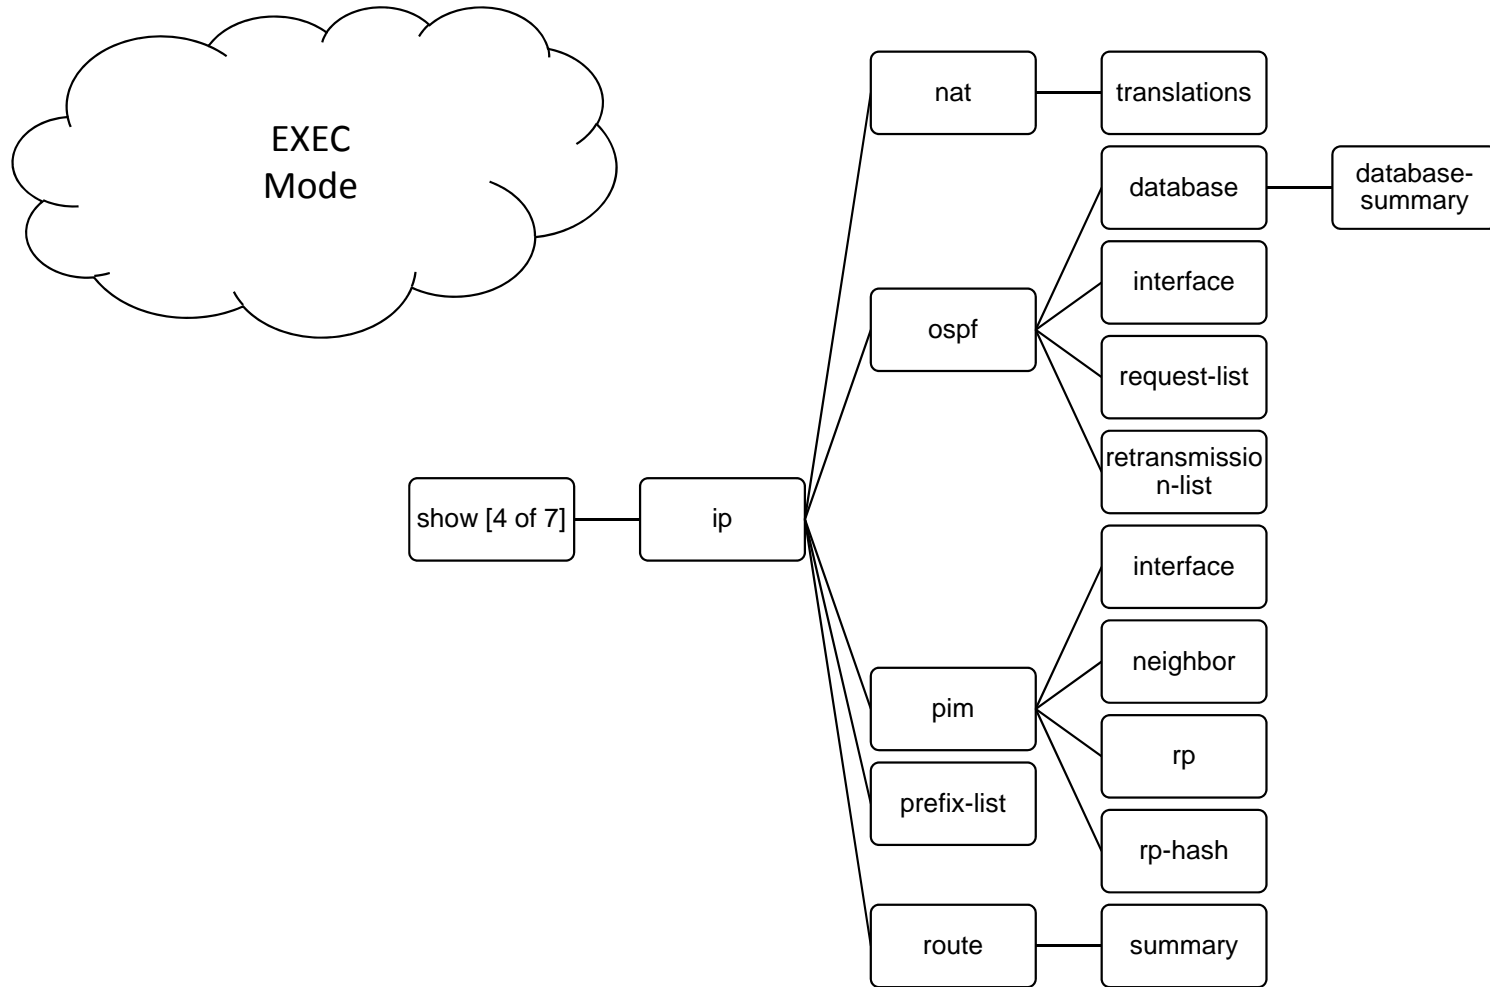 EXEC
Mode
nat
translations
database
database-
summary
interface
ospf
request-list
retransmissio
n-list
show [4 of 7]
ip
interface
neighbor
pim
rp
prefix-list
rp-hash
route
summary